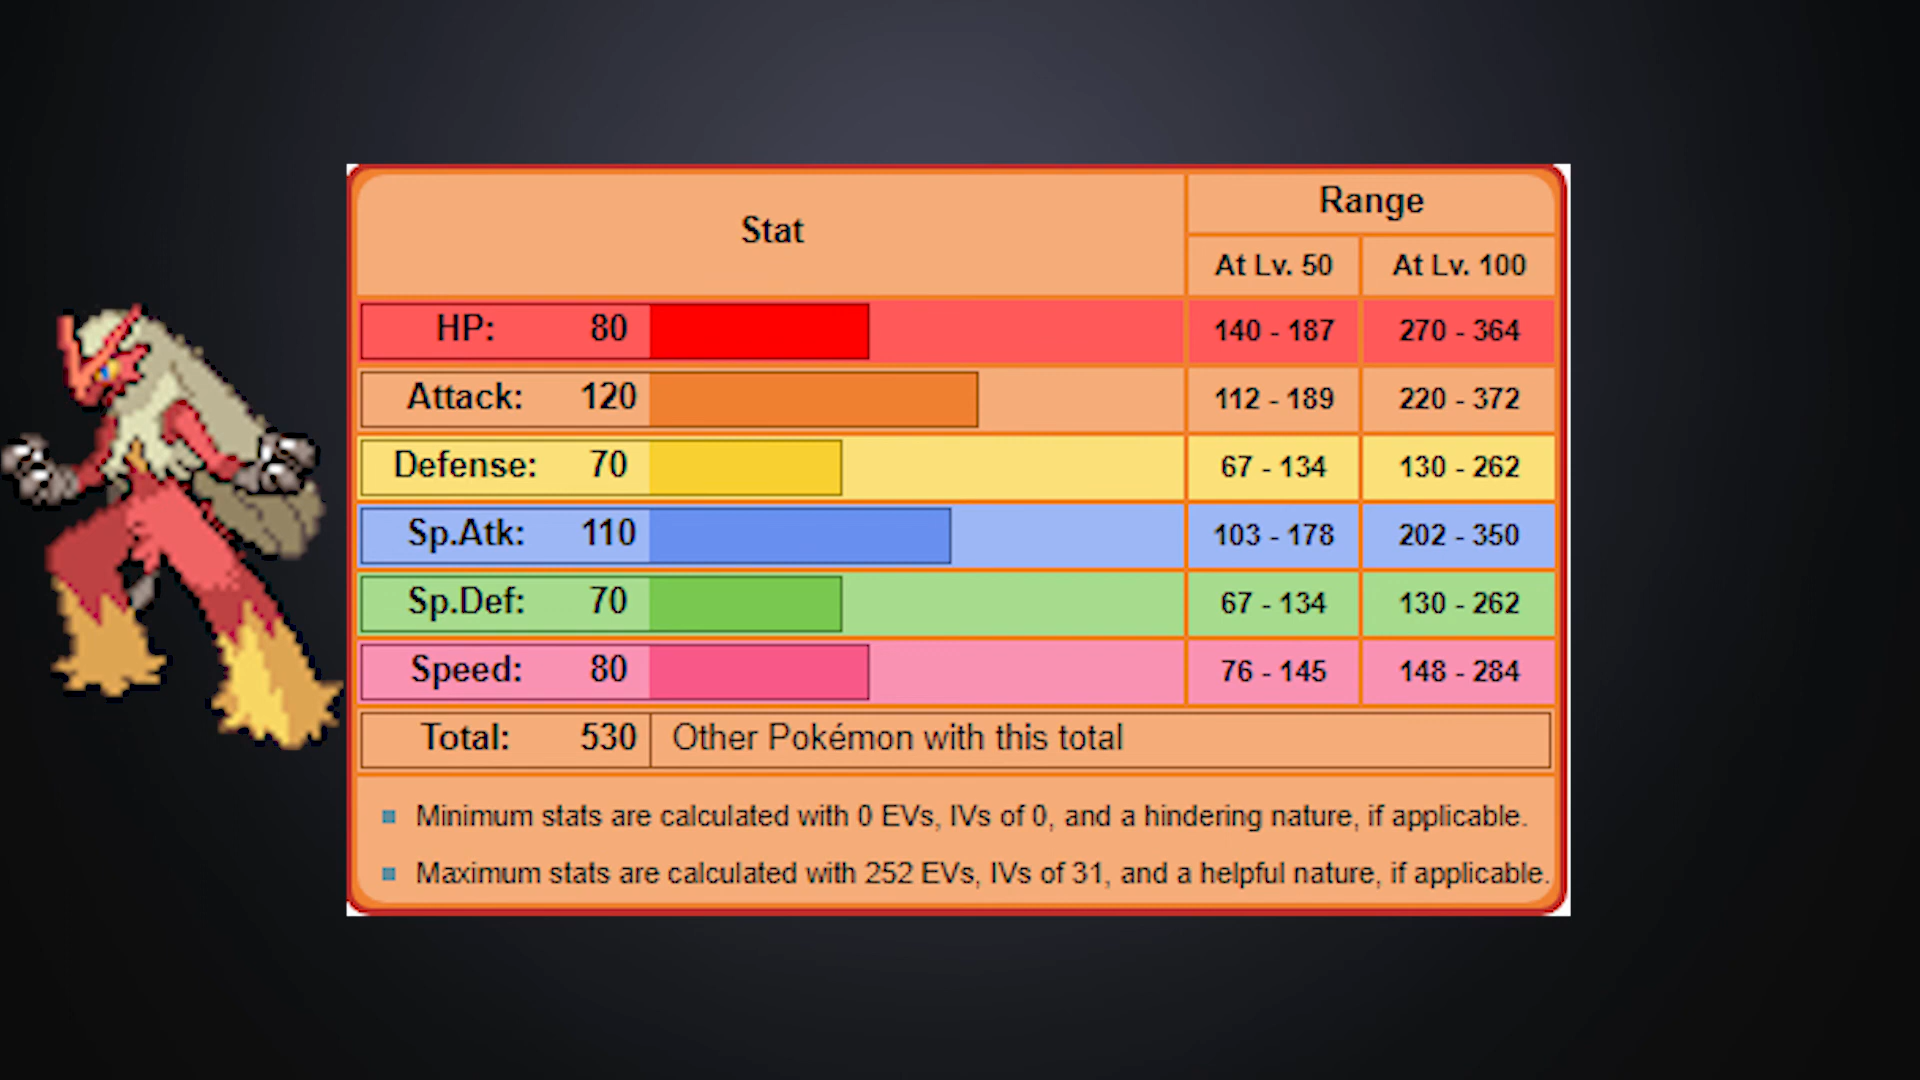 Stat Range
At Lv. 50 At Lv. 100
HP: 80 140 - 187 270 - 364
Attack: 120 112 - 189 220 - 372
Defense: 70 67 - 134 130 - 262
Sp.Atk: 110 103 - 178 202 - 350
Sp.Def: 70 67 - 134 130 - 262
Speed: 80 76 - 145 148 - 284
Total: 530 Other Pokémon with this total
Minimum stats are calculated with 0 EVs, IVs of 0, and a hindering nature, if applicable.
Maximum stats are calculated with 252 EVs, IVs of 31, and a helpful nature, if applicable.